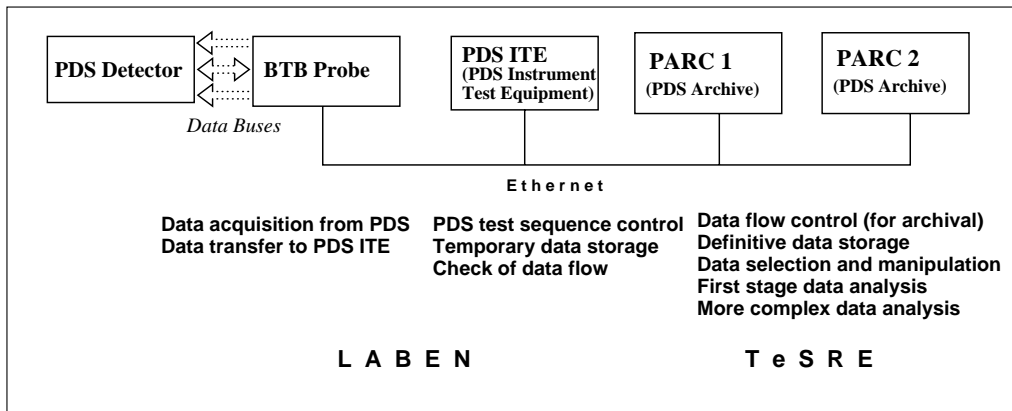 PDS Detector
BTB Probe
Data Buses
PDS ITE
(PDS Instrument
Test Equipment)
PARC 1
(PDS Archive)
PARC 2
(PDS Archive)
Ethernet
Data acquisition from PDS
Data transfer to PDS ITE
PDS test sequence control
Temporary data storage
Check of data flow
Data flow control (for archival)
Definitive data storage
Data selection and manipulation
First stage data analysis
More complex data analysis
LABEN
TeSRE